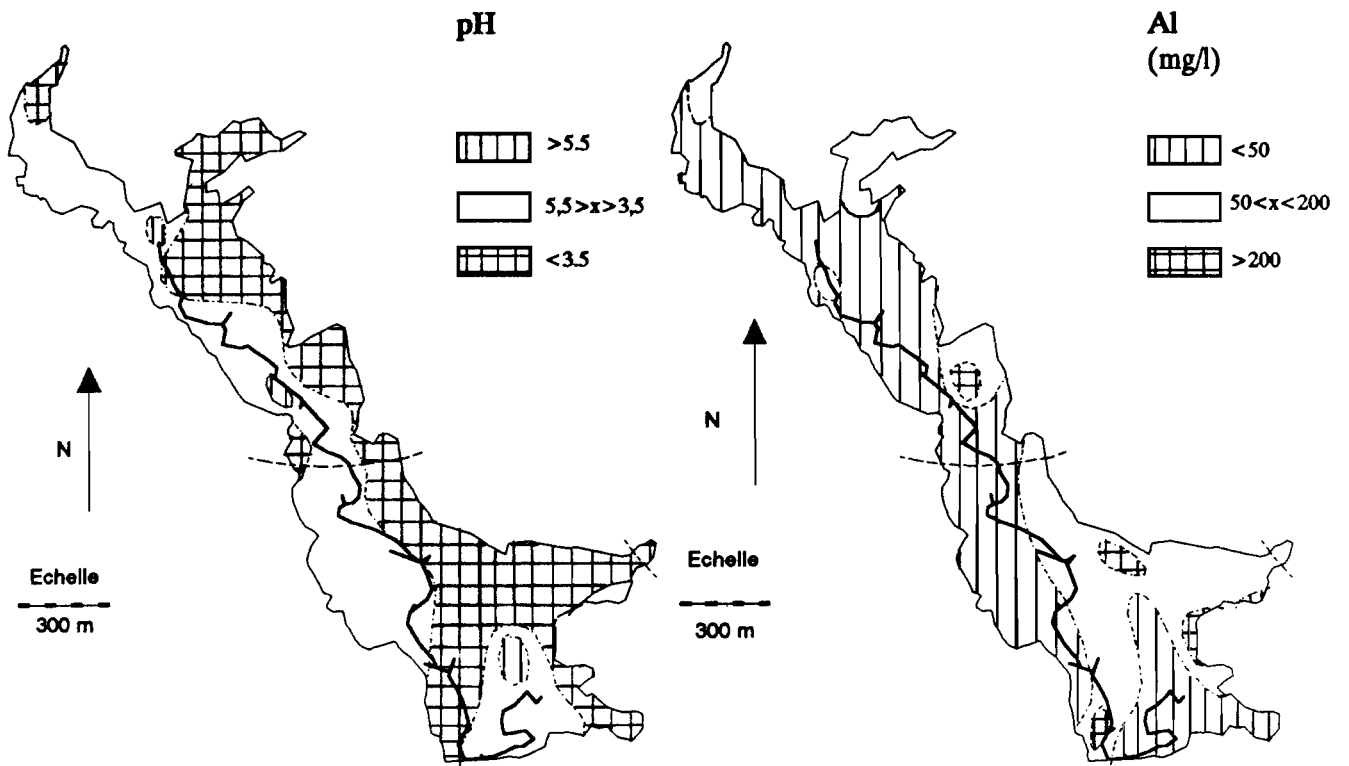 pH
>5.5
5,5>x>3,5
<3.5
N
Echelle
300 m
Al
(mg/l)
<50
50<x<200
>200
N
Echelle
300 m